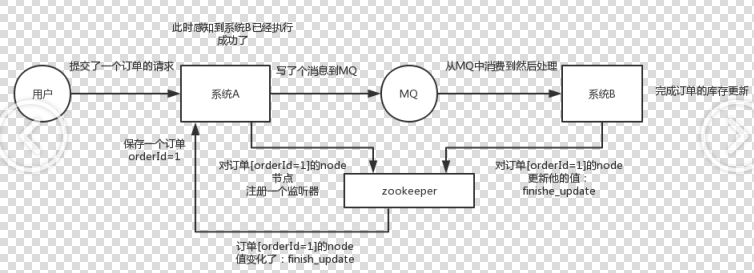 此时感知到系统B已经执行
成功了
用户
提交了一个订单的请求
系统A
写了个消息到MQ
MQ
从MQ中消费到然后处理
系统B
完成订单的库存更新
保存一个订单
orderId=1
对订单[orderId=1]的node
节点
注册一个监听器
zookeeper
对订单[orderId=1]的node
更新他的值：
finishe_update
订单[orderId=1]的node
值变化了：finish_update